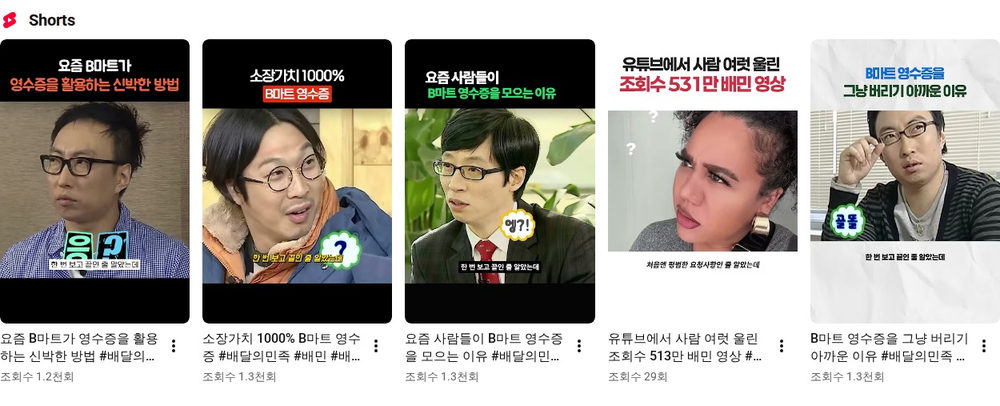 Shorts
요즘 B마트가
영수증을 활용하는 신박한 방법
응?
한 번 보고 끝인 줄 알았는데
요즘 B마트가 영수증을 활용
하는 신박한 방법 #배달의...
조회수 1.2천회
소장가치 1000%
B마트 영수증
?
한 번 보고 끝인 줄 알았는데
소장가치 1000% B마트 영수
증 #배달의민족 #배민 #배...
조회수 1.3천회
요즘 사람들이
B마트 영수증을 모으는 이유
엥?!
한 번 보고 끝인 줄 알았는데
요즘 사람들이 B마트 영수증
을 모으는 이유 #배달의민...
조회수 1.3천회
유튜브에서 사람 여럿 울린
조회수 531만 배민 영상
?
?
처음엔 평범한 요청사항인 줄 알았는데
유튜브에서 사람 여럿 울린
조회수 513만 배민 영상 #...
조회수 29회
B마트 영수증을
그냥 버리기 아까운 이유
골똘
한 번 보고 끝인 줄 알았는데
B마트 영수증을 그냥 버리기
아까운 이유 #배달의민족 ...
조회수 1.3천회